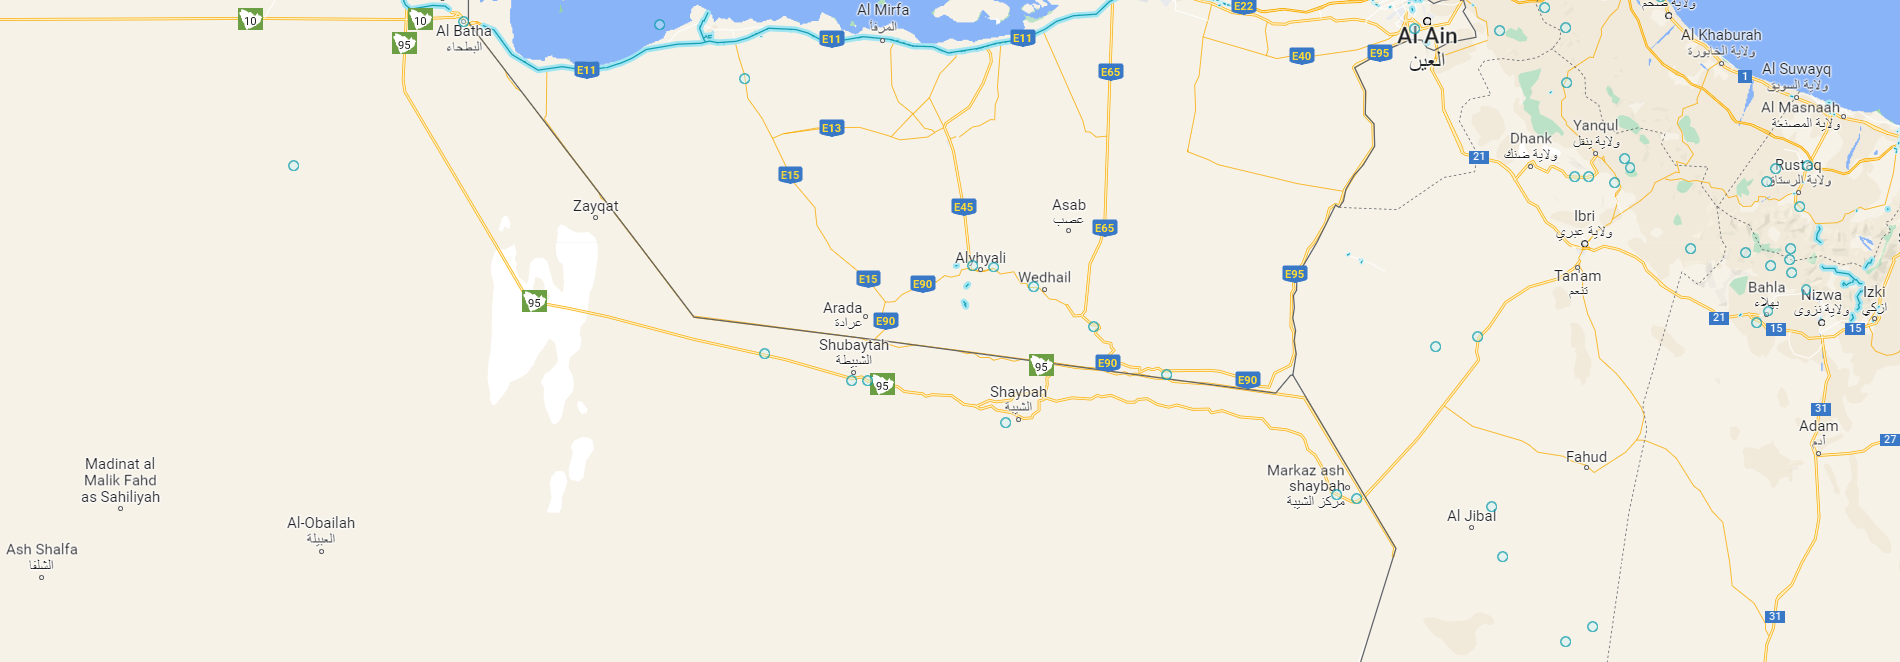 10
10
95
Al Batha
البطحاء
E11
E11
E11
Al Mirfa
المرفأ
E22
E65
E40
E95
Al Ain
العين
ولاية صحم
Al Khaburah
ولاية الخابورة
1
Al Suwayq
ولاية السويق
Al Masnaah
ولاية المصنعة
E13
E15
Dhank
ولاية ضنك
Yanqul
ولاية ينقل
21
Rustaq
ولاية الرستاق
Zayqat
E45
Asab
عصب
E65
Ibri
ولاية عبري
Alyhyali
Wedhail
E15
E90
E95
Tanam
تنعم
95
Arada
عرادة
E90
Bahla
بهلاء
Nizwa
ولاية نزوى
Izki
ازكي
21
15
15
Shubaytah
الشبيطة
95
95
E90
E90
Shaybah
الشيبة
31
Adam
أدم
27
Madinat al
Malik Fahd
as Sahiliyah
Markaz ash
shaybah
مركز الشيبة
Fahud
Al-Obailah
العبيلة
Al Jibal
Ash Shalfa
الشلفا
31